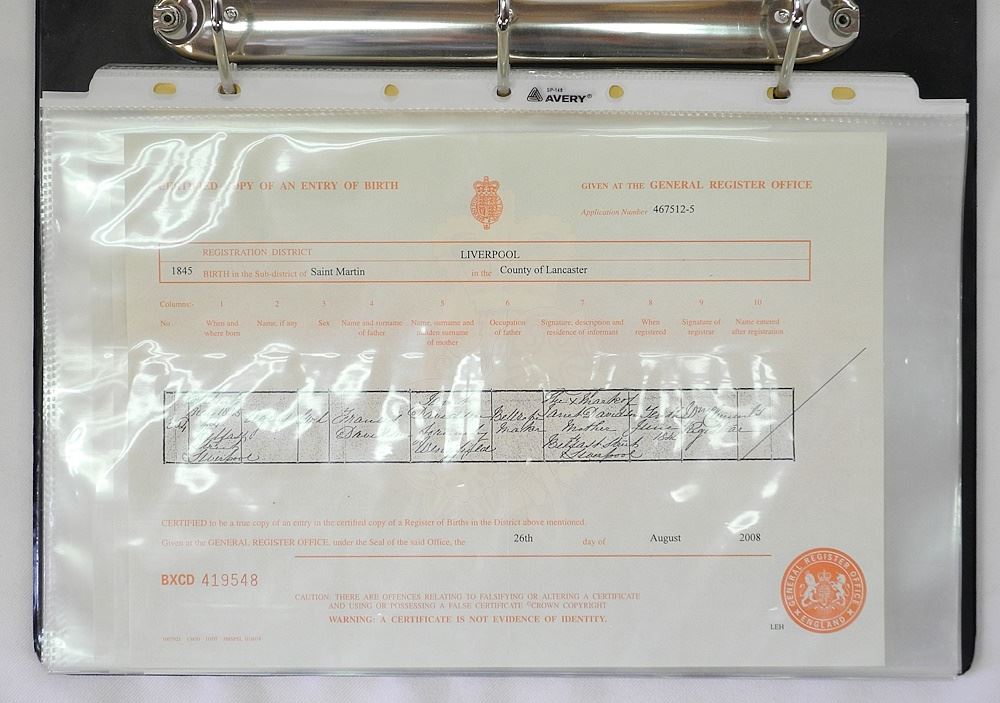 SP-149
AVERY®
CERTIFIED COPY OF AN ENTRY OF BIRTH
GIVEN AT THE GENERAL REGISTER OFFICE
Application Number 467512-5
REGISTRATION DISTRICT LIVERPOOL
1845 BIRTH in the Sub-district of Saint Martin in the County of Lancaster
Columns:- 1 2 3 4 5 6 7 8 9 10
No When and where born Name, if any Sex Name and surname of father Name, surname and maiden surname of mother Occupation of father Signature, description and residence of informant When registered Signature of registrar Name entered after registration
Mother
Liverpool
Liverpool
CERTIFIED to be a true copy of an entry in the certified copy of a Register of Births in the District above mentioned.
Given at the GENERAL REGISTER OFFICE, under the Seal of the said Office, the 26th day of August 2008
BXCD 419548
CAUTION: THERE ARE OFFENCES RELATING TO FALSIFYING OR ALTERING A CERTIFICATE
AND USING OR POSSESSING A FALSE CERTIFICATE ©CROWN COPYRIGHT
WARNING: A CERTIFICATE IS NOT EVIDENCE OF IDENTITY.
GENERAL REGISTER OFFICE
ENGLAND
LEH